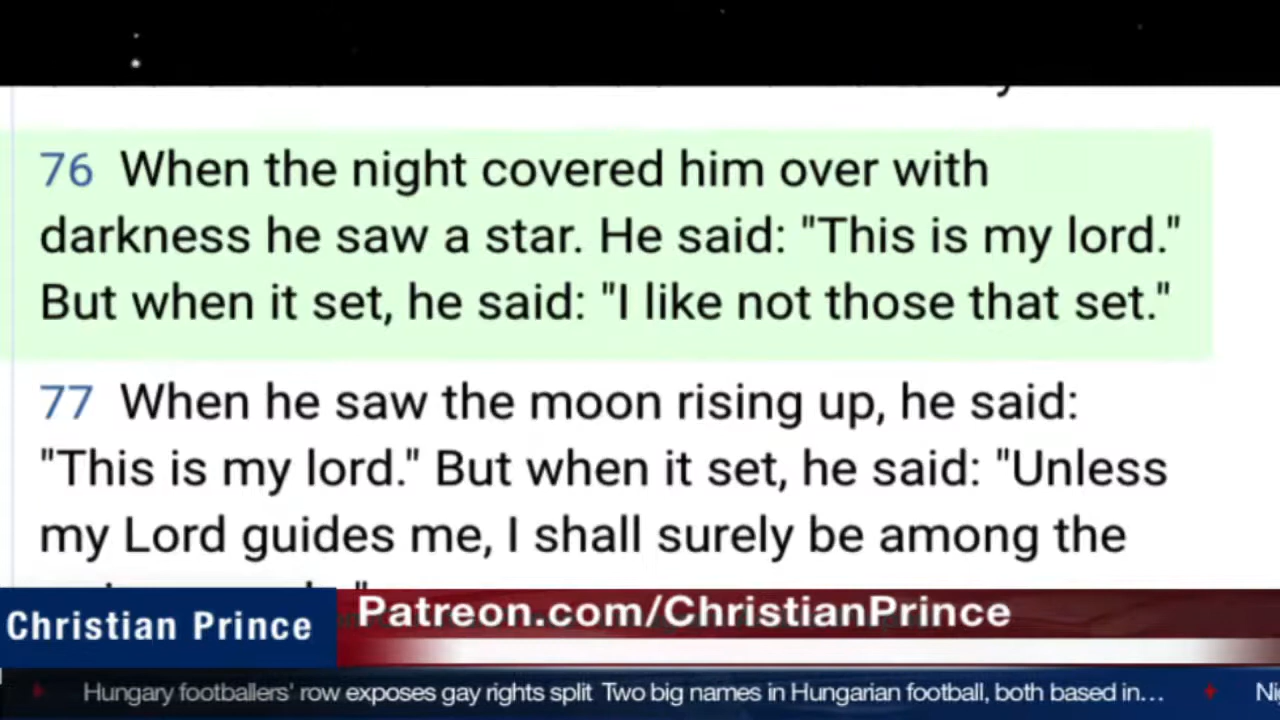 76 When the night covered him over with
darkness he saw a star. He said: "This is my lord."
But when it set, he said: "I like not those that set."
77 When he saw the moon rising up, he said:
"This is my lord." But when it set, he said: "Unless
my Lord guides me, I shall surely be among the
Christian Prince
Patreon.com/ChristianPrince
Hungary footballers' row exposes gay rights split Two big names in Hungarian football, both based in...